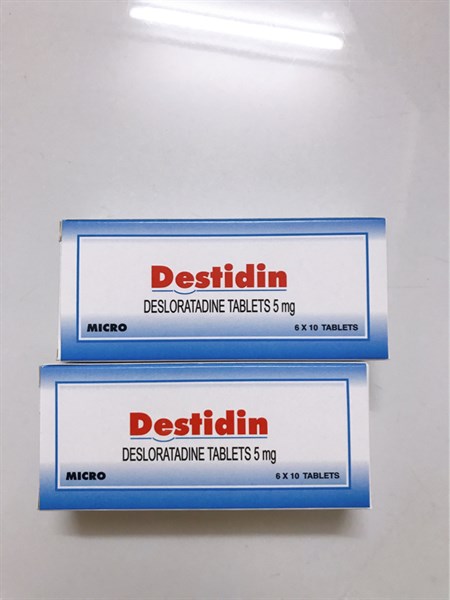 Destidin
DESLORATADINE TABLETS 5 mg
MICRO 6 X 10 TABLETS
Destidin
DESLORATADINE TABLETS 5 mg
MICRO 6 X 10 TABLETS